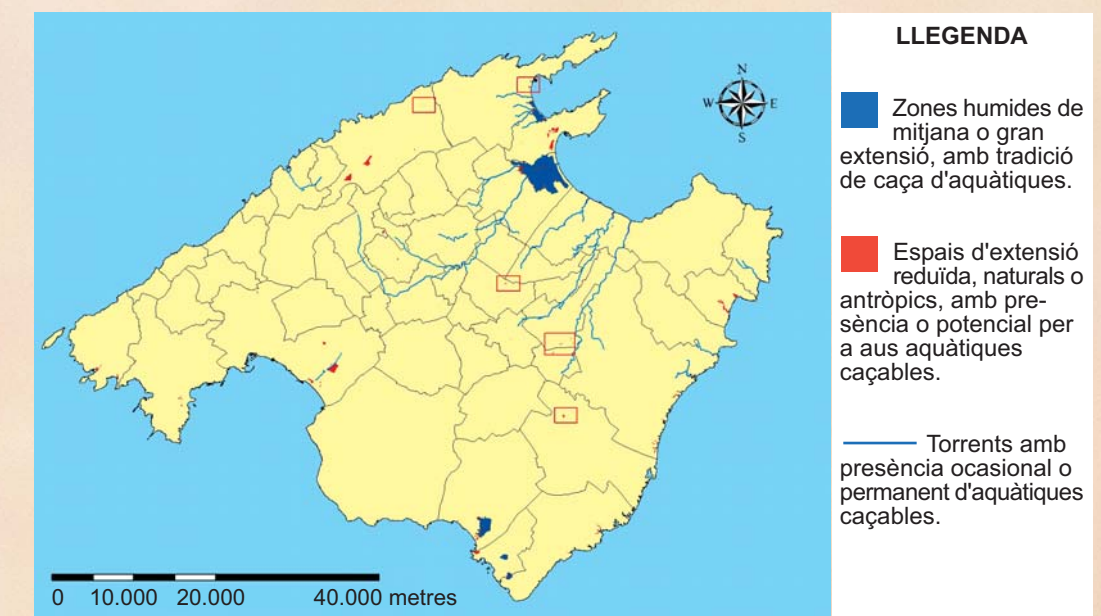 LLEGENDA
N
W E
S
Zones humides de
mitjana o gran
extensió, amb tradició
de caça d'aquàtiques.
Espais d'extensió
reduïda, naturals o
antròpics, amb pre-
sència o potencial per
a aus aquàtiques
caçables.
Torrents amb
presència ocasional o
permanent d'aquàtiques
caçables.
0 10.000 20.000 40.000 metres